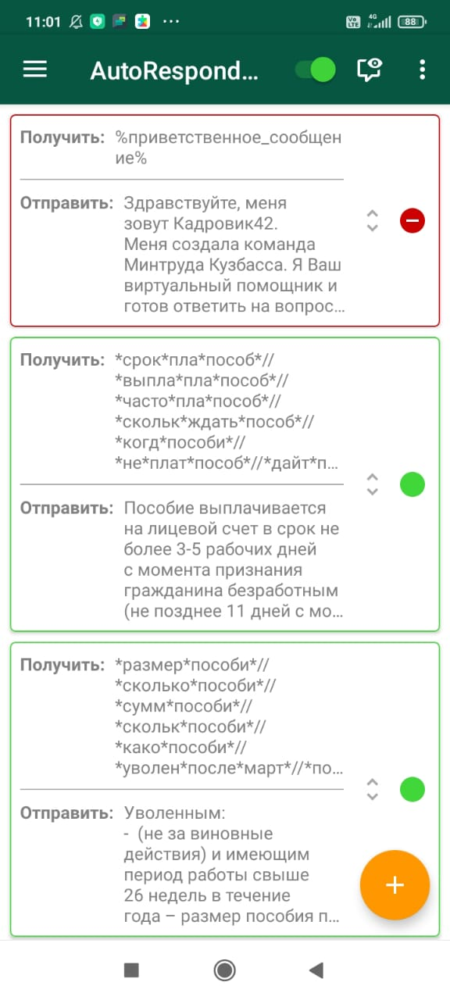 11:01
4G
Vo LTE
88
AutoRespond...
Получить: %приветственное_сообщен
ие%
Отправить: Здравствуйте, меня
зовут Кадровик42.
Меня создала команда
Минтруда Кузбасса. Я Ваш
виртуальный помощник и
готов ответить на вопрос...
Получить: *срок*пла*пособ*//
*выпла*пла*пособ*//
*часто*пла*пособ*//
*скольк*ждать*пособ*//
*когд*пособи*//
*не*плат*пособ*//*дайт*п...
Отправить: Пособие выплачивается
на лицевой счет в срок не
более 3-5 рабочих дней
с момента признания
гражданина безработным
(не позднее 11 дней с мо...
Получить: *размер*пособи*//
*сколько*пособи*//
*сумм*пособи*//
*скольк*пособи*//
*како*пособи*//
*уволен*после*март*//*по...
Отправить: Уволенным:
- (не за виновные
действия) и имеющим
период работы свыше
26 недель в течение
года – размер пособия п...